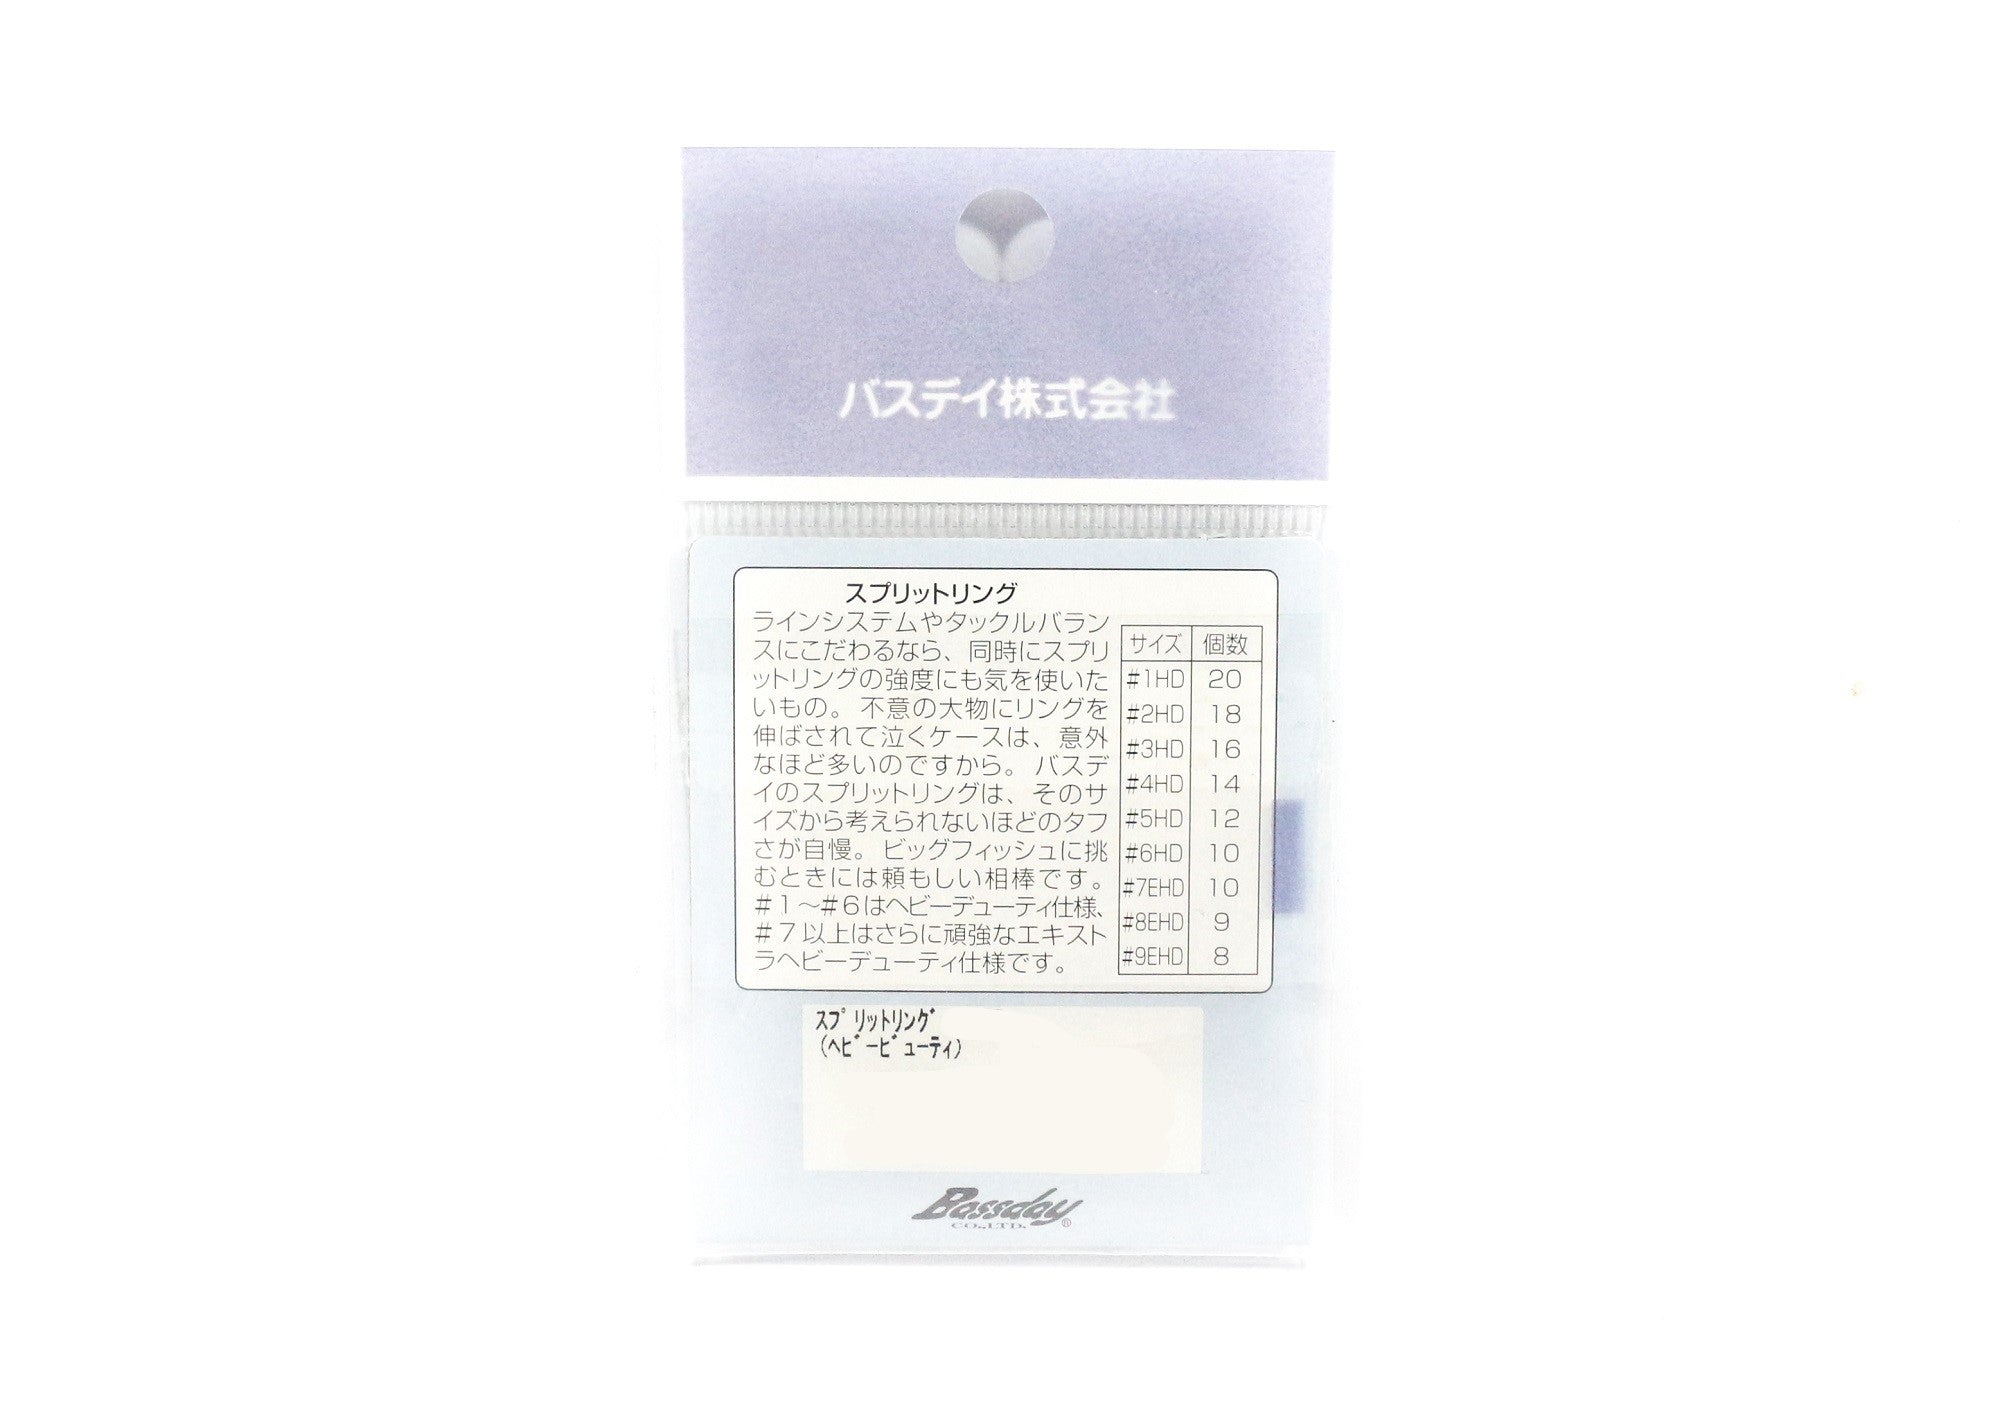 バスデイ株式会社
スプリットリング
ラインシステムやタックルバラン
スにこだわるなら、同時にスプリ
ットリングの強度にも気を使いた
いもの。不意の大物にリングを
伸ばされて泣くケースは、意外
なほど多いのですから。バスデ
イのスプリットリングは、そのサ
イズから考えられないほどのタフ
さが自慢。ビッグフィッシュに挑
むときには頼もしい相棒です。
#1〜#6はヘビーデューティ仕様、
#7以上はさらに頑強なエキスト
ラヘビーデューティ仕様です。
サイズ 個数
#1HD 20
#2HD 18
#3HD 16
#4HD 14
#5HD 12
#6HD 10
#7EHD 10
#8EHD 9
#9EHD 8
スプリットリング
(ヘビービューティ)
Bassday
CO.,LTD. ®